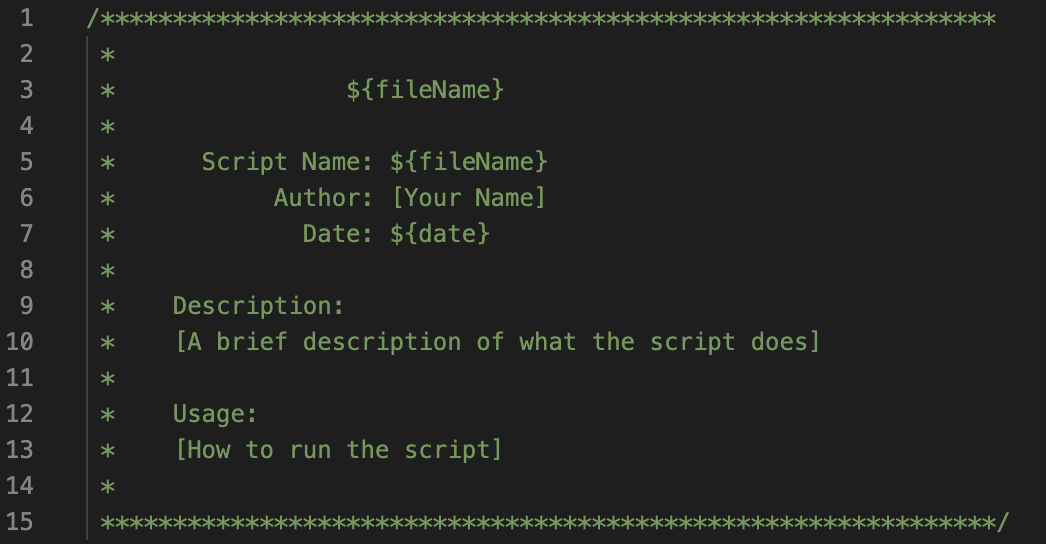 1 /**************************************************************
2 *
3 * ${fileName}
4 *
5 * Script Name: ${fileName}
6 * Author: [Your Name]
7 * Date: ${date}
8 *
9 * Description:
10 * [A brief description of what the script does]
11 *
12 * Usage:
13 * [How to run the script]
14 *
15 **************************************************************/